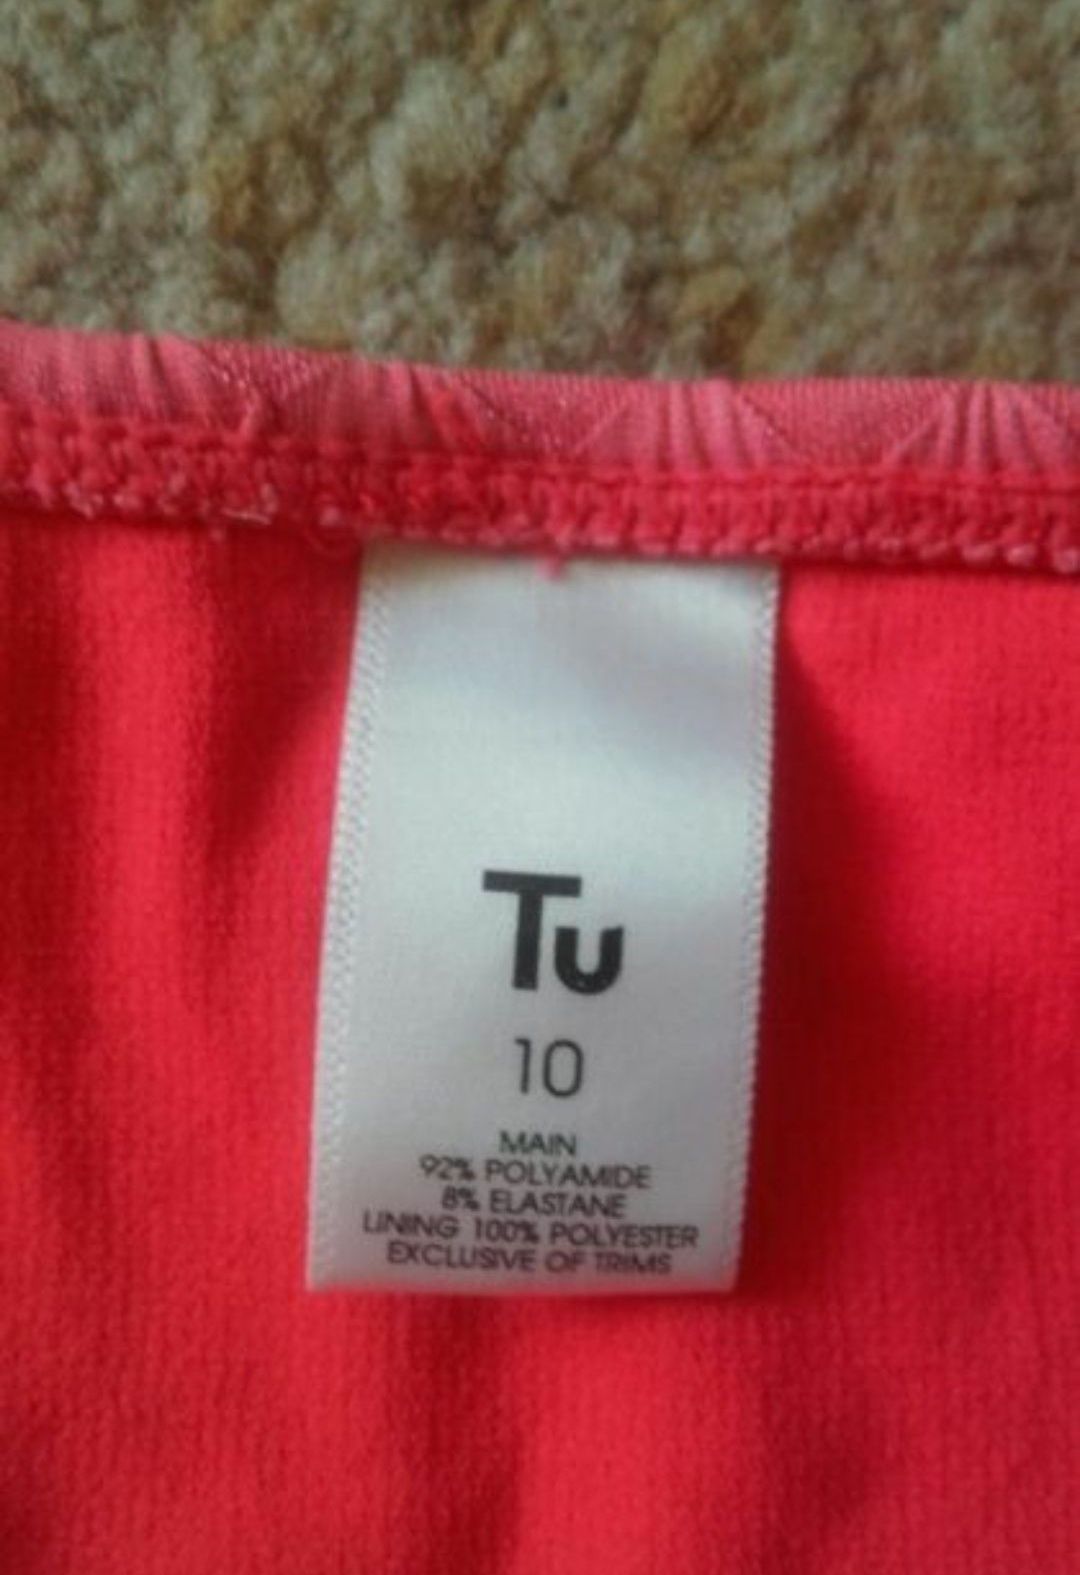 Tu
10
MAIN
92% POLYAMIDE
8% ELASTANE
LINING 100% POLYESTER
EXCLUSIVE OF TRIMS